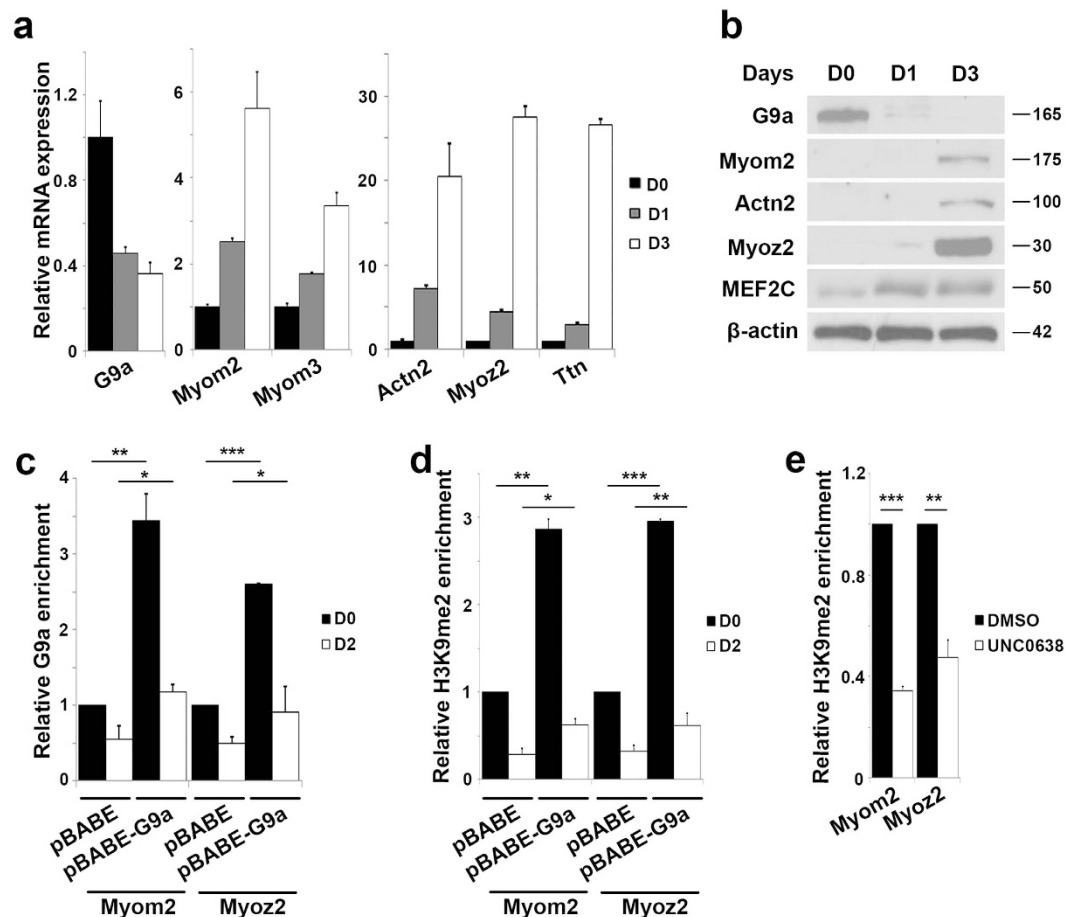 a
Relative mRNA expression
1.2
0.8
0.4
0
G9a
6
4
2
0
Myom2 Myom3
30
20
10
0
Actn2 Myoz2 Ttn
D0
D1
D3
b
Days D0 D1 D3
G9a 165
Myom2 175
Actn2 100
Myoz2 30
MEF2C 50
β-actin 42
c
Relative G9a enrichment
4
3
2
1
0
** ***
* *
D0
D2
pBABE pBABE-G9a pBABE pBABE-G9a
Myom2 Myoz2
d
Relative H3K9me2 enrichment
3
2
1
0
** ***
* **
D0
D2
pBABE pBABE-G9a pBABE pBABE-G9a
Myom2 Myoz2
e
Relative H3K9me2 enrichment
1.2
0.8
0.4
0
*** **
DMSO
UNC0638
Myom2 Myoz2